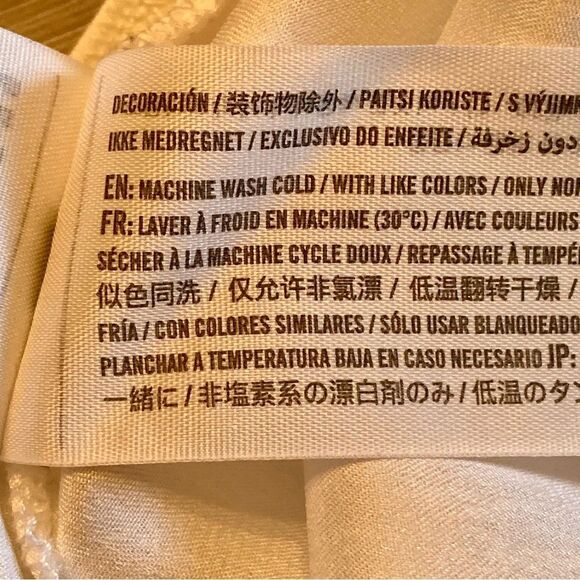 DECORACIÓN / 装饰物除外 / PAITSI KORISTE / S VÝJIM
IKKE MEDREGNET / EXCLUSIVO DO ENFEITE / دون زخرفة /
EN: MACHINE WASH COLD / WITH LIKE COLORS / ONLY NON
FR: LAVER À FROID EN MACHINE (30°C) / AVEC COULEURS
SÉCHER À LA MACHINE CYCLE DOUX / REPASSAGE À TEMPÉ
似色同洗 / 仅允许非氯漂 / 低温翻转干燥 /
FRÍA / CON COLORES SIMILARES / SÓLO USAR BLANQUEADO
PLANCHAR A TEMPERATURA BAJA EN CASO NECESARIO JP:
一緒に / 非塩素系の漂白剤のみ / 低温のタン